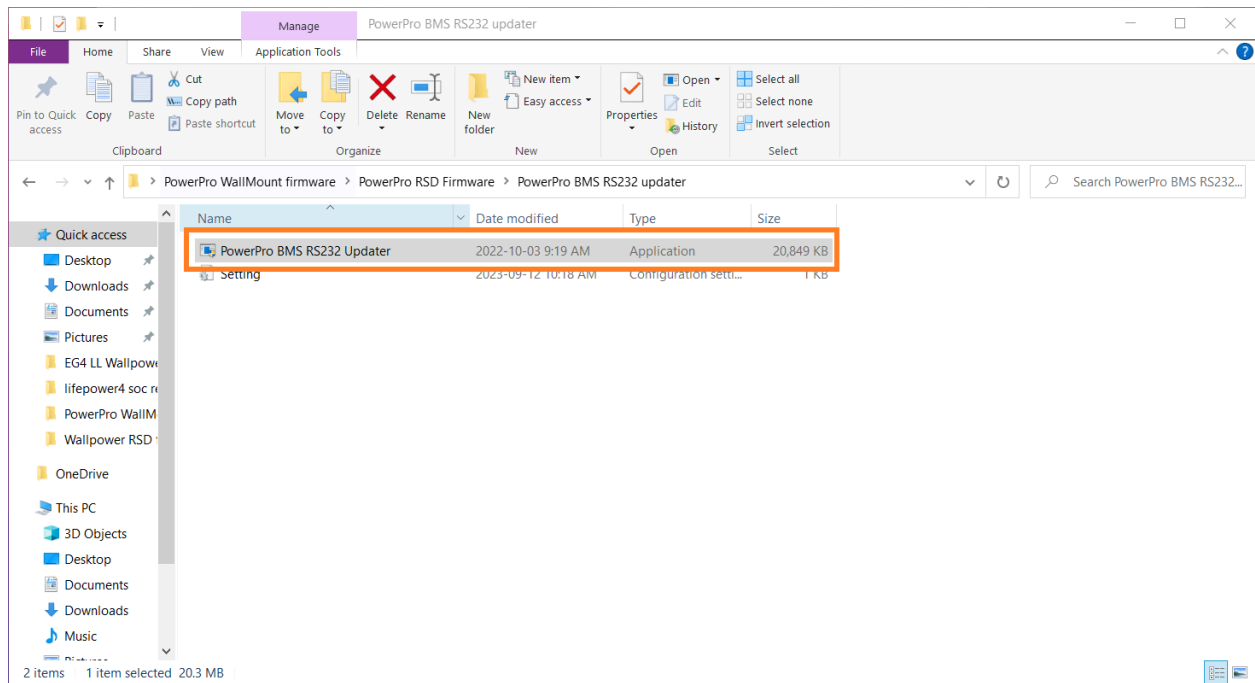 Manage
PowerPro BMS RS232 updater
File Home Share View Application Tools
Pin to Quick access
Copy
Paste
Cut
Copy path
Paste shortcut
Clipboard
Move to
Copy to
Delete
Rename
Organize
New folder
New item
Easy access
New
Properties
Open
Edit
History
Open
Select all
Select none
Invert selection
Select
PowerPro WallMount firmware > PowerPro RSD Firmware > PowerPro BMS RS232 updater
Search PowerPro BMS RS232...
Name Date modified Type Size
PowerPro BMS RS232 Updater 2022-10-03 9:19 AM Application 20,849 KB
Setting 2023-09-12 10:18 AM Configuration setti... 1 KB
Quick access
Desktop
Downloads
Documents
Pictures
EG4 LL Wallpowe
lifepower4 soc re
PowerPro WallM
Wallpower RSD
OneDrive
This PC
3D Objects
Desktop
Documents
Downloads
Music
2 items 1 item selected 20.3 MB